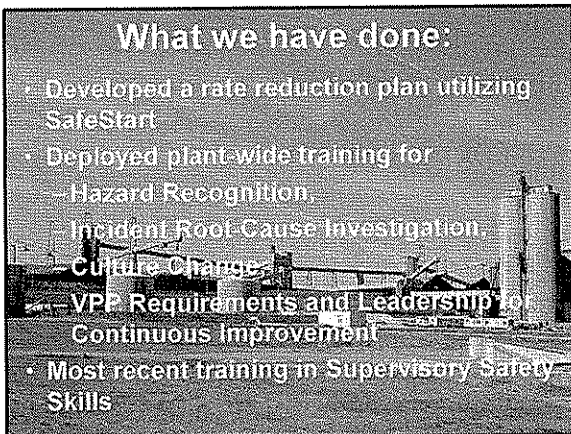 What we have done:
• Developed a rate reduction plan utilizing
SafeStart
• Deployed plant-wide training for
– Hazard Recognition,
– Incident Root Cause Investigation,
– Culture Change,
– VPP Requirements and Leadership for
Continuous Improvement
• Most recent training in Supervisory Safety
Skills